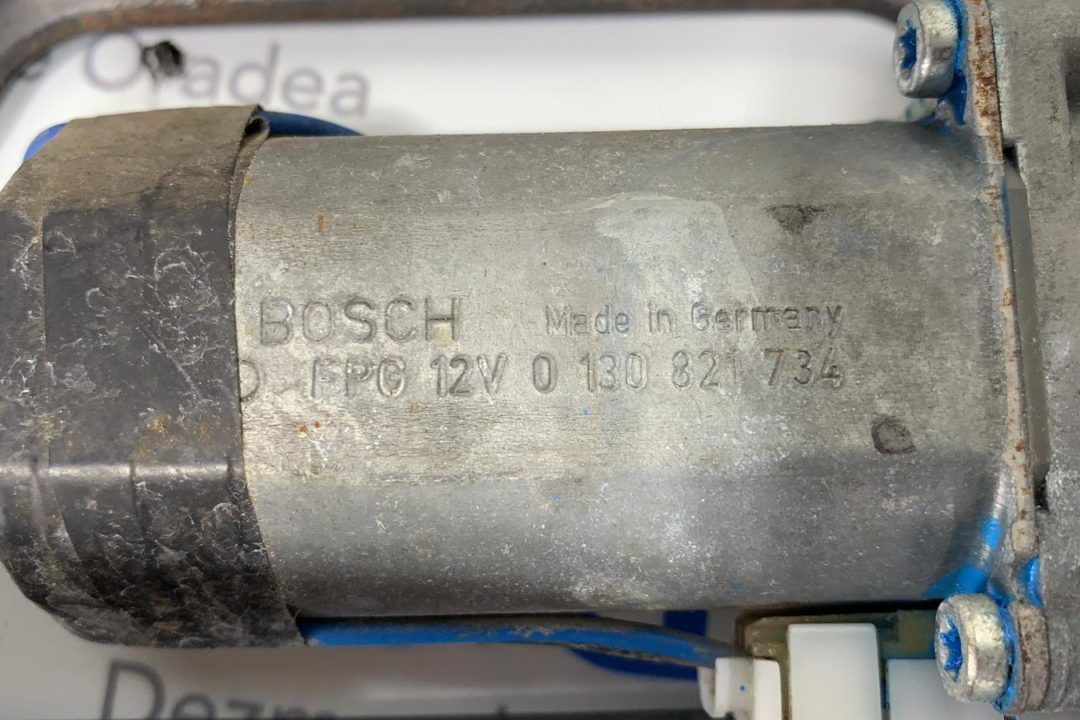 Oradea
BOSCH Made in Germany
FPG 12V 0 130 821 734